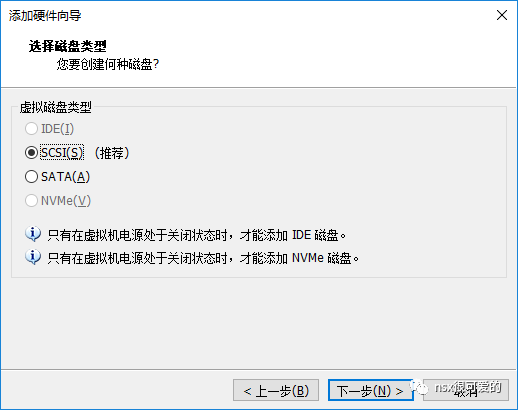 添加硬件向导
选择磁盘类型
您要创建何种磁盘?
虚拟磁盘类型
IDE(I)
SCSI(S) (推荐)
SATA(A)
NVMe(V)
只有在虚拟机电源处于关闭状态时，才能添加 IDE 磁盘。
只有在虚拟机电源处于关闭状态时，才能添加 NVMe 磁盘。
< 上一步(B) 下一步(N) > 取消
nsx很可爱的